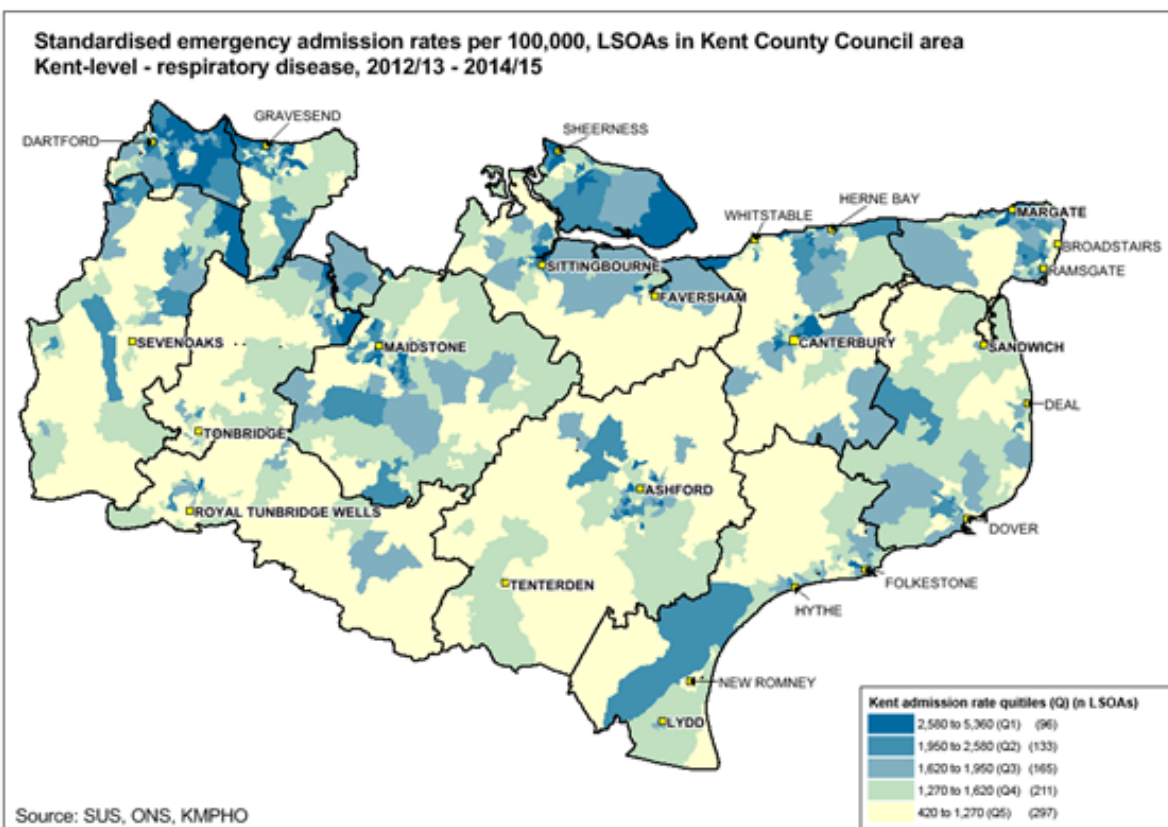 Standardised emergency admission rates per 100,000, LSOAs in Kent County Council area
Kent-level - respiratory disease, 2012/13 - 2014/15
GRAVESEND
DARTFORD
SHEERNESS
HERNE BAY
WHITSTABLE
MARGATE
BROADSTAIRS
SITTINGBOURNE
RAMSGATE
FAVERSHAM
SEVENOAKS
MAIDSTONE
CANTERBURY
SANDWICH
DEAL
TONBRIDGE
ASHFORD
ROYAL TUNBRIDGE WELLS
DOVER
TENTERDEN
FOLKESTONE
HYTHE
NEW ROMNEY
LYDD
Kent admission rate quitiles (Q) (n LSOAs)
2,580 to 5,360 (Q1) (96)
1,950 to 2,580 (Q2) (133)
1,620 to 1,950 (Q3) (165)
1,270 to 1,620 (Q4) (211)
420 to 1,270 (Q5) (297)
Source: SUS, ONS, KMPHO